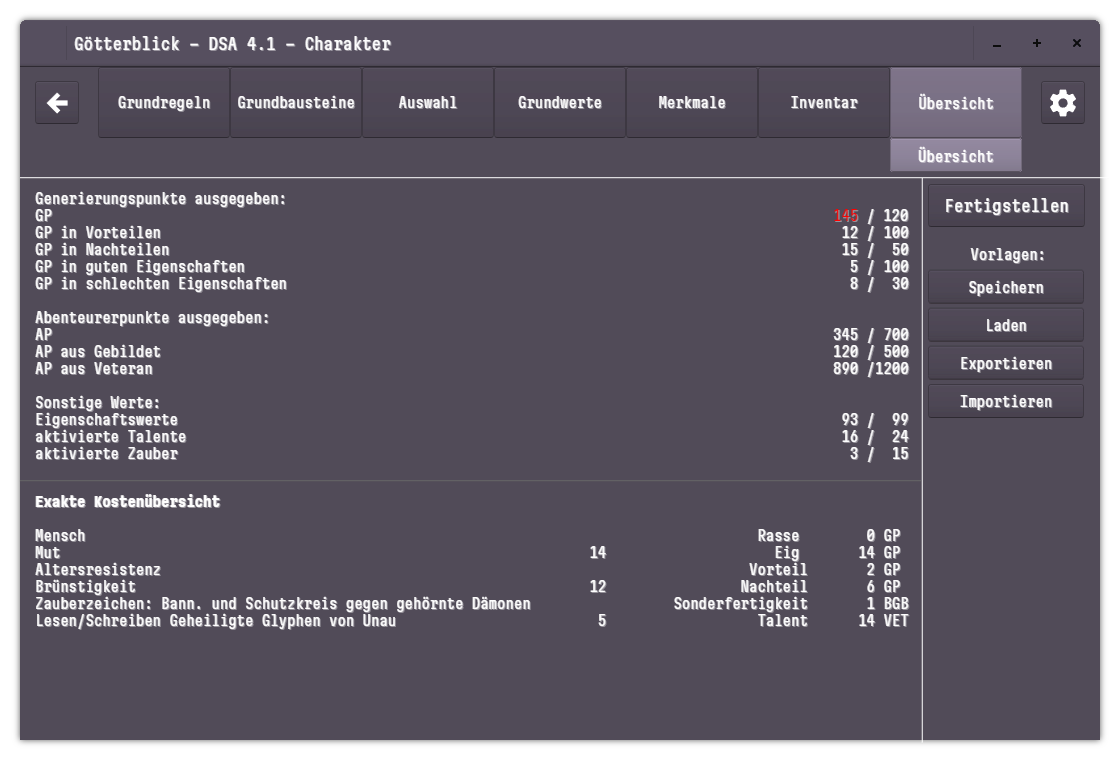 Götterblick – DSA 4.1 – Charakter
Grundregeln Grundbausteine Auswahl Grundwerte Merkmale Inventar Übersicht
Übersicht
Generierungspunkte ausgegeben:
GP 145 / 120
GP in Vorteilen 12 / 100
GP in Nachteilen 15 / 50
GP in guten Eigenschaften 5 / 100
GP in schlechten Eigenschaften 8 / 30
Abenteurerpunkte ausgegeben:
AP 345 / 700
AP aus Gebildet 120 / 500
AP aus Veteran 890 /1200
Sonstige Werte:
Eigenschaftswerte 93 / 99
aktivierte Talente 16 / 24
aktivierte Zauber 3 / 15
Exakte Kostenübersicht
Mensch Rasse 0 GP
Mut 14 Eig 14 GP
Altersresistenz Vorteil 2 GP
Brünstigkeit 12 Nachteil 6 GP
Zauberzeichen: Bann. und Schutzkreis gegen gehörnte Dämonen Sonderfertigkeit 1 BGB
Lesen/Schreiben Geheiligte Glyphen von Unau 5 Talent 14 VET
Fertigstellen
Vorlagen:
Speichern
Laden
Exportieren
Importieren